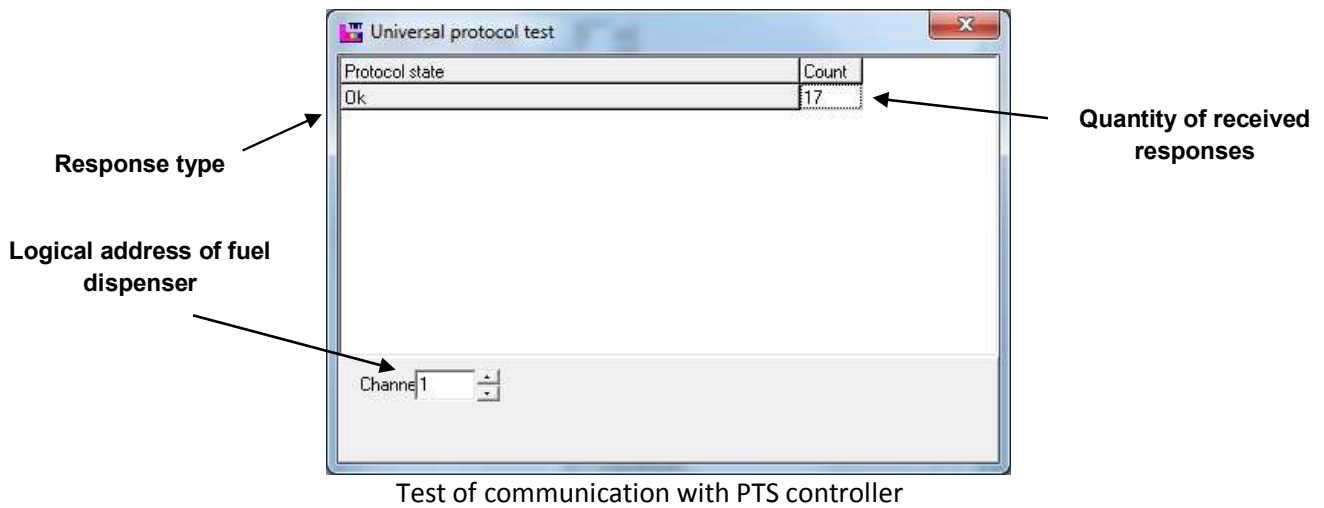 Universal protocol test
Protocol state Count
Ok 17
Quantity of received
responses
Response type
Logical address of fuel
dispenser
Channe 1
Test of communication with PTS controller